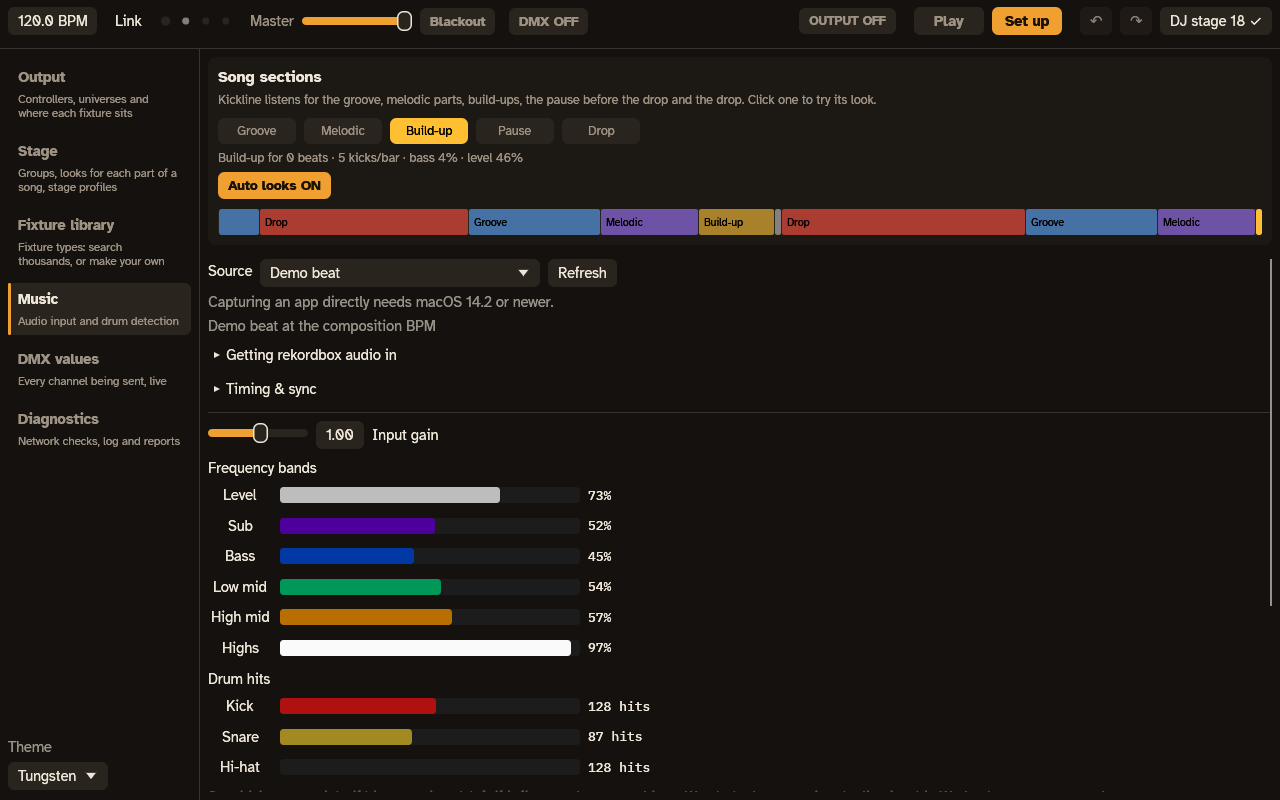 120.0 BPM Link Master Blackout DMX OFF OUTPUT OFF Play Set up ↶ ↷ DJ stage 18 ✓
Output
Controllers, universes and
where each fixture sits
Stage
Groups, looks for each part of a
song, stage profiles
Fixture library
Fixture types: search
thousands, or make your own
Music
Audio input and drum detection
DMX values
Every channel being sent, live
Diagnostics
Network checks, log and reports
Theme
Tungsten
Song sections
Kickline listens for the groove, melodic parts, build-ups, the pause before the drop and the drop. Click one to try its look.
Groove Melodic Build-up Pause Drop
Build-up for 0 beats · 5 kicks/bar · bass 4% · level 46%
Auto looks ON
Drop Groove Melodic Build-up Drop Groove Melodic
Source Demo beat Refresh
Capturing an app directly needs macOS 14.2 or newer.
Demo beat at the composition BPM
Getting rekordbox audio in
Timing & sync
1.00 Input gain
Frequency bands
Level 73%
Sub 52%
Bass 45%
Low mid 54%
High mid 57%
Highs 97%
Drum hits
Kick 128 hits
Snare 87 hits
Hi-hat 128 hits